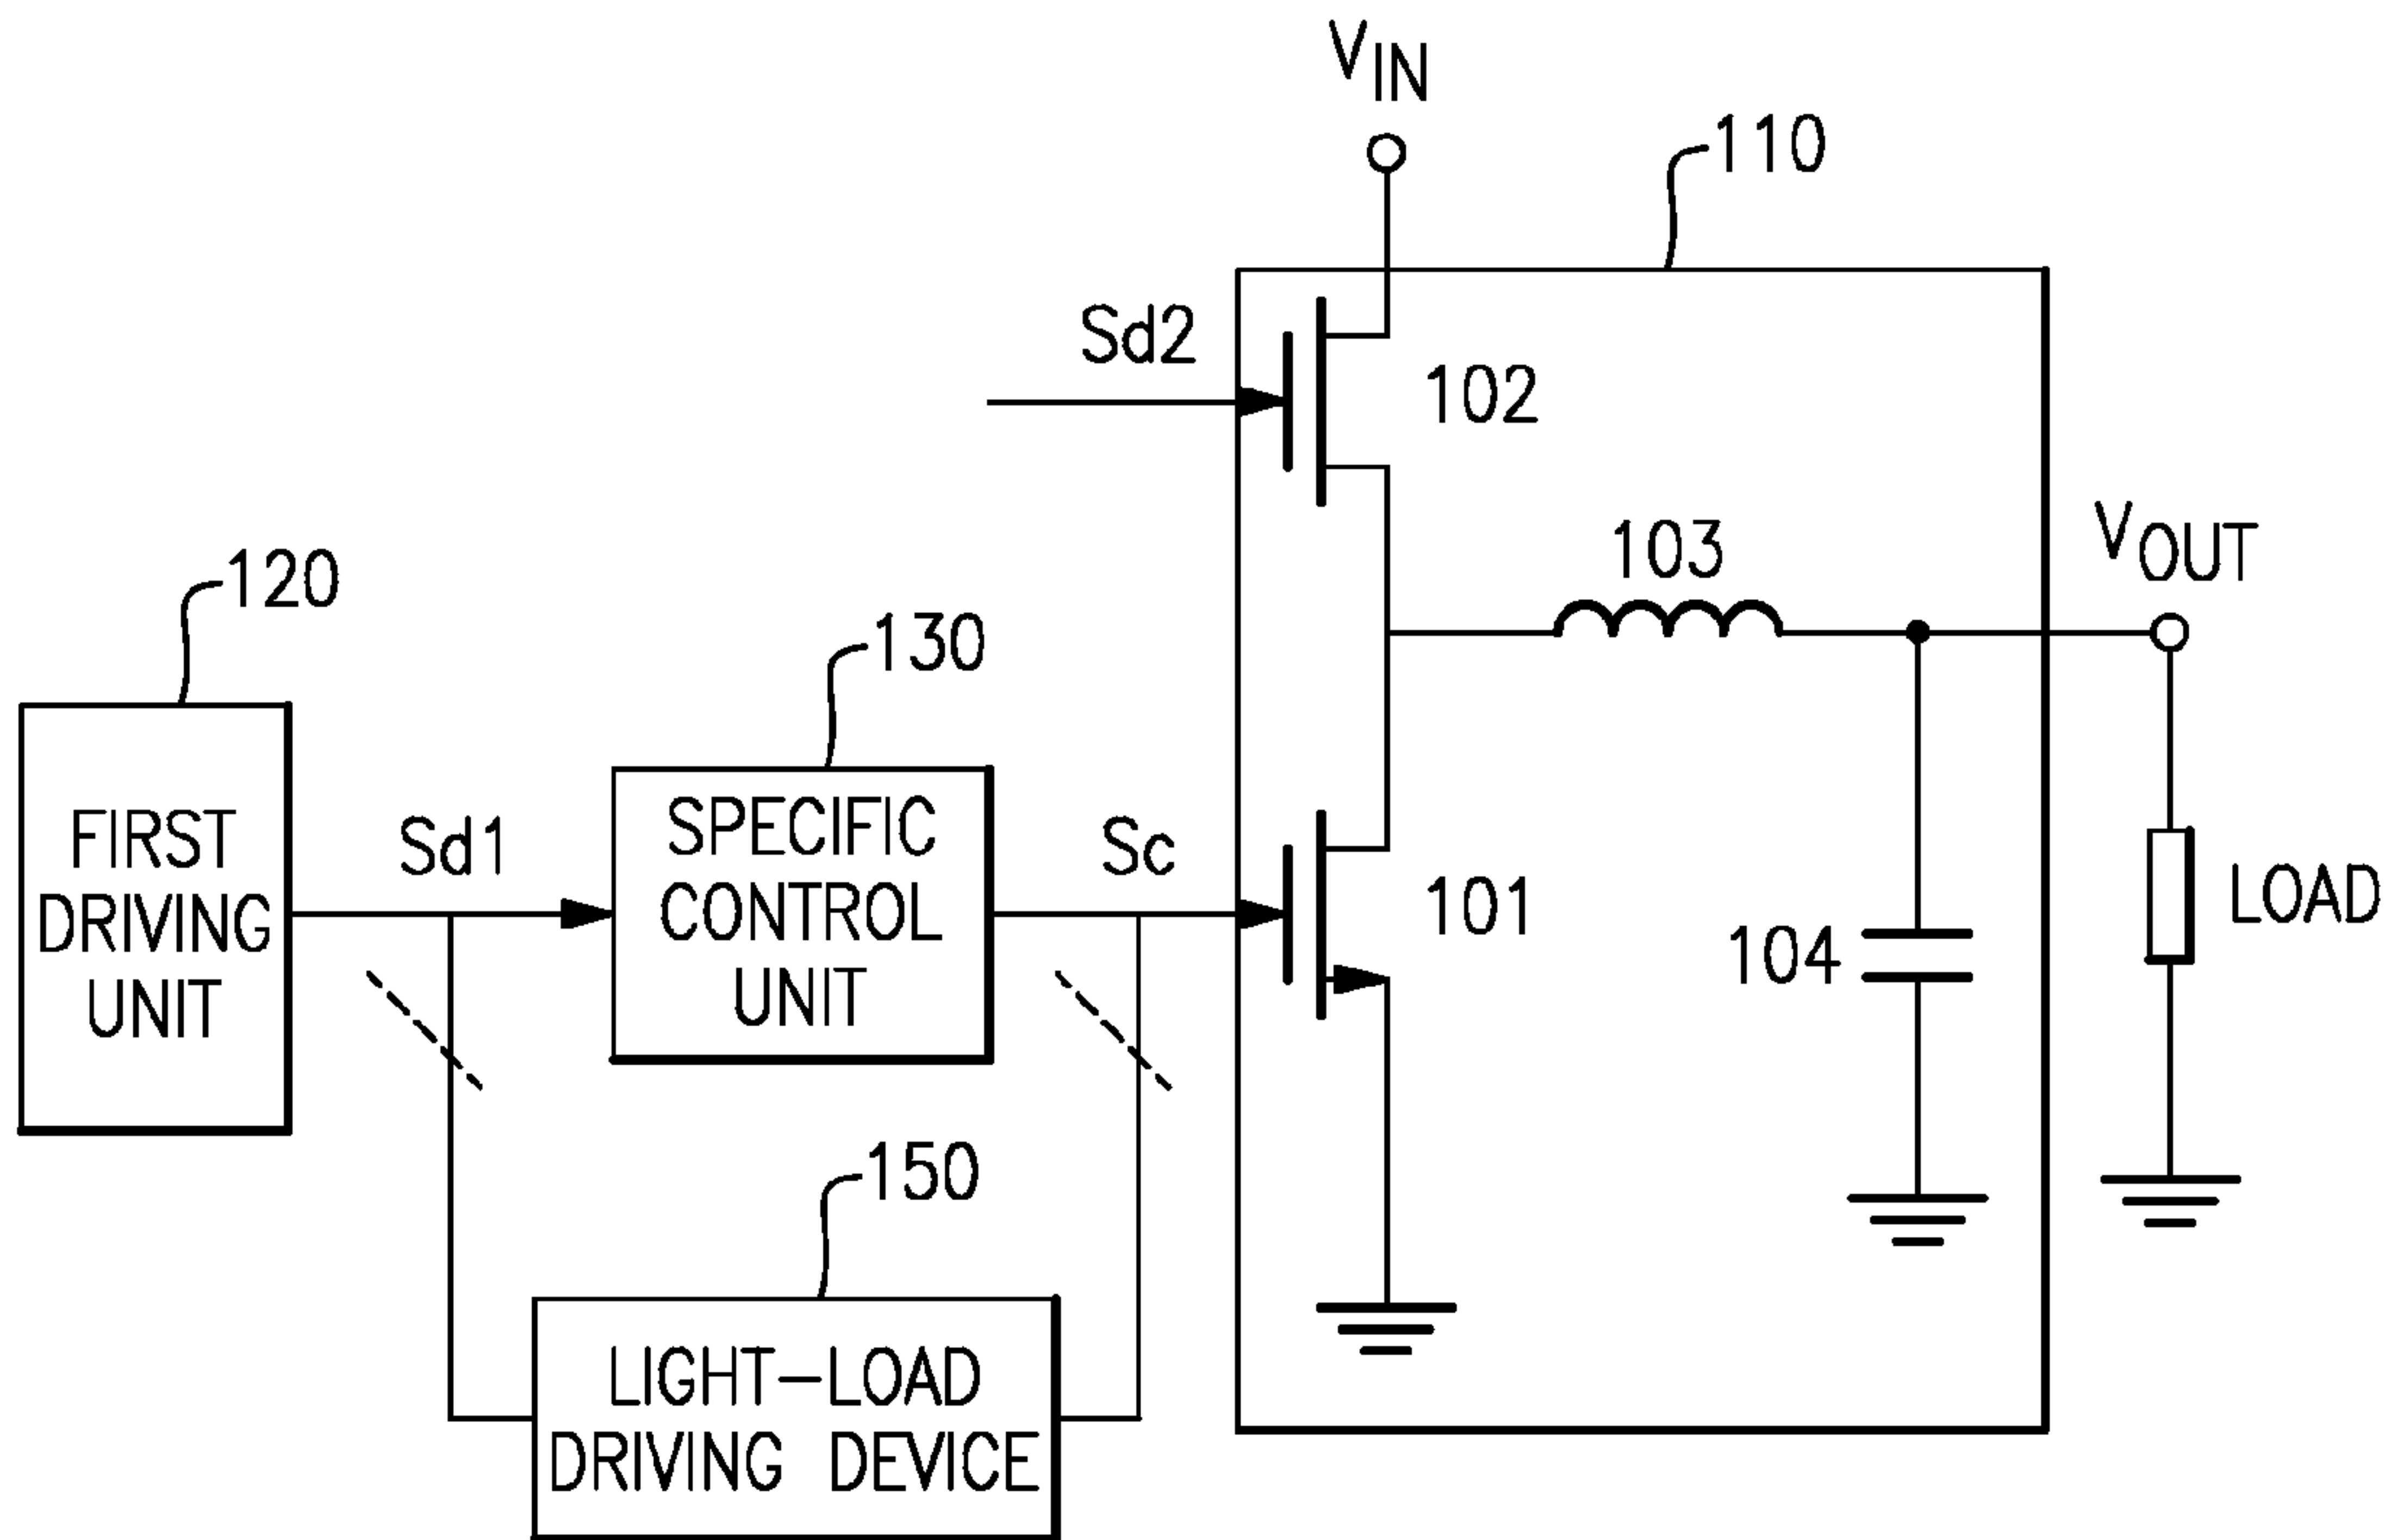 VIN
110
Sd2
102
103
VOUT
120
130
FIRST
DRIVING
UNIT
Sd1
SPECIFIC
CONTROL
UNIT
Sc
101
104
LOAD
150
LIGHT-LOAD
DRIVING DEVICE